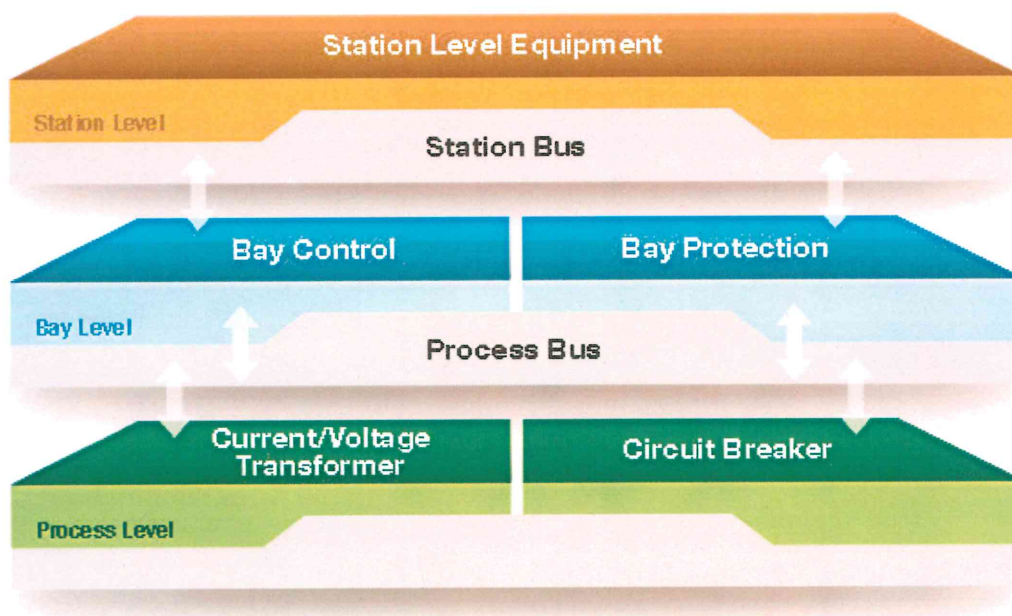 Station Level Equipment
Station Level
Station Bus
Bay Control
Bay Protection
Bay Level
Process Bus
Current/Voltage
Transformer
Circuit Breaker
Process Level